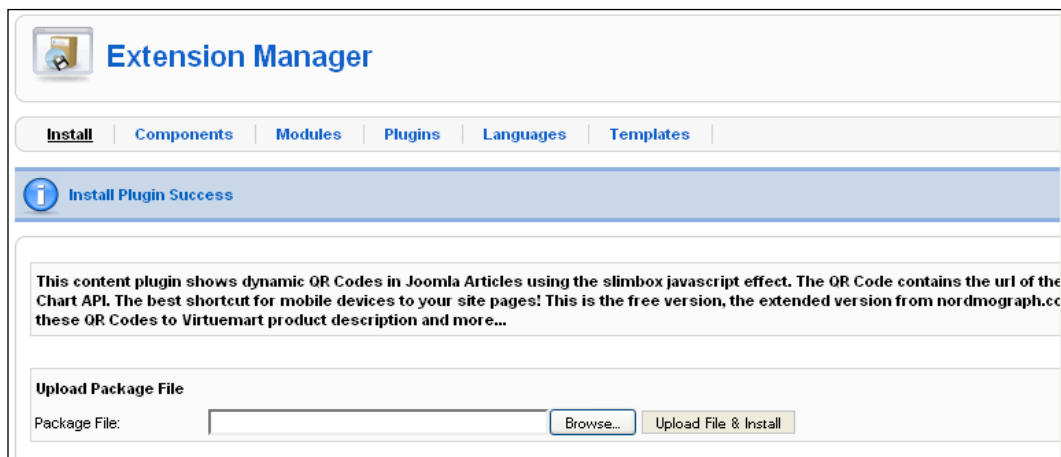 Extension Manager
Install Components Modules Plugins Languages Templates
Install Plugin Success
This content plugin shows dynamic QR Codes in Joomla Articles using the slimbox javascript effect. The QR Code contains the url of the
Chart API. The best shortcut for mobile devices to your site pages! This is the free version, the extended version from nordmograph.co
these QR Codes to Virtuemart product description and more...
Upload Package File
Package File: Browse... Upload File & Install